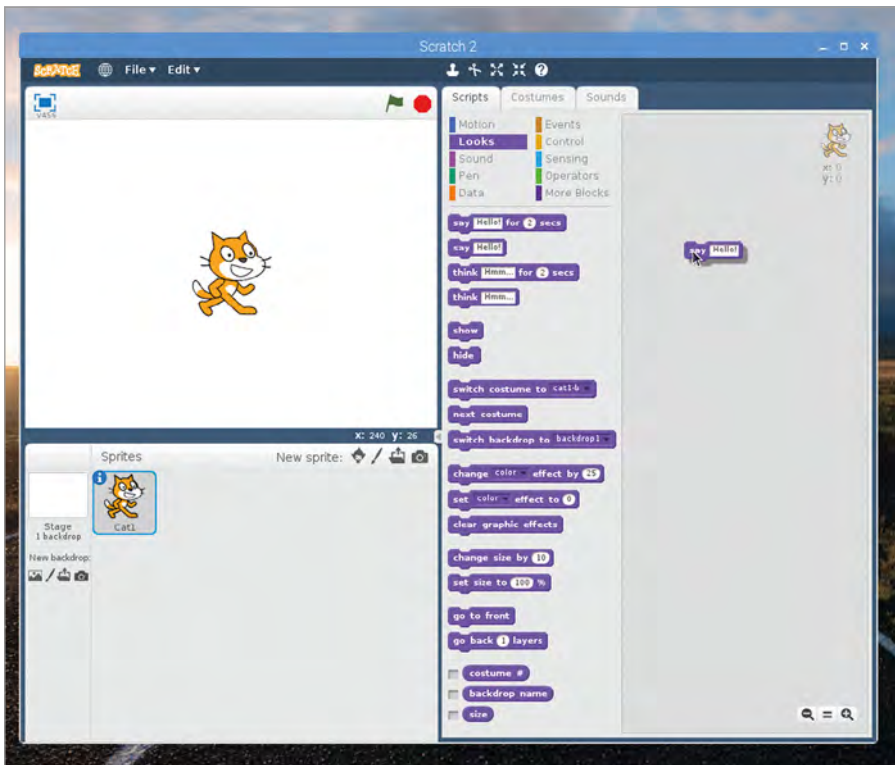 Scratch 2
SCRATCH File Edit
v456
Scripts Costumes Sounds
Motion Events
Looks Control
Sound Sensing
Pen Operators
Data More Blocks
x: 0
y: 0
say Hello! for 2 secs
say Hello!
think Hmm... for 2 secs
think Hmm...
show
hide
switch costume to cat1-b
next costume
switch backdrop to backdrop1
change color effect by 25
set color effect to 0
clear graphic effects
change size by 10
set size to 100 %
go to front
go back 1 layers
costume #
backdrop name
size
say Hello!
x: 240 y: 26
Sprites New sprite:
Stage
1 backdrop
New backdrop:
Cat1